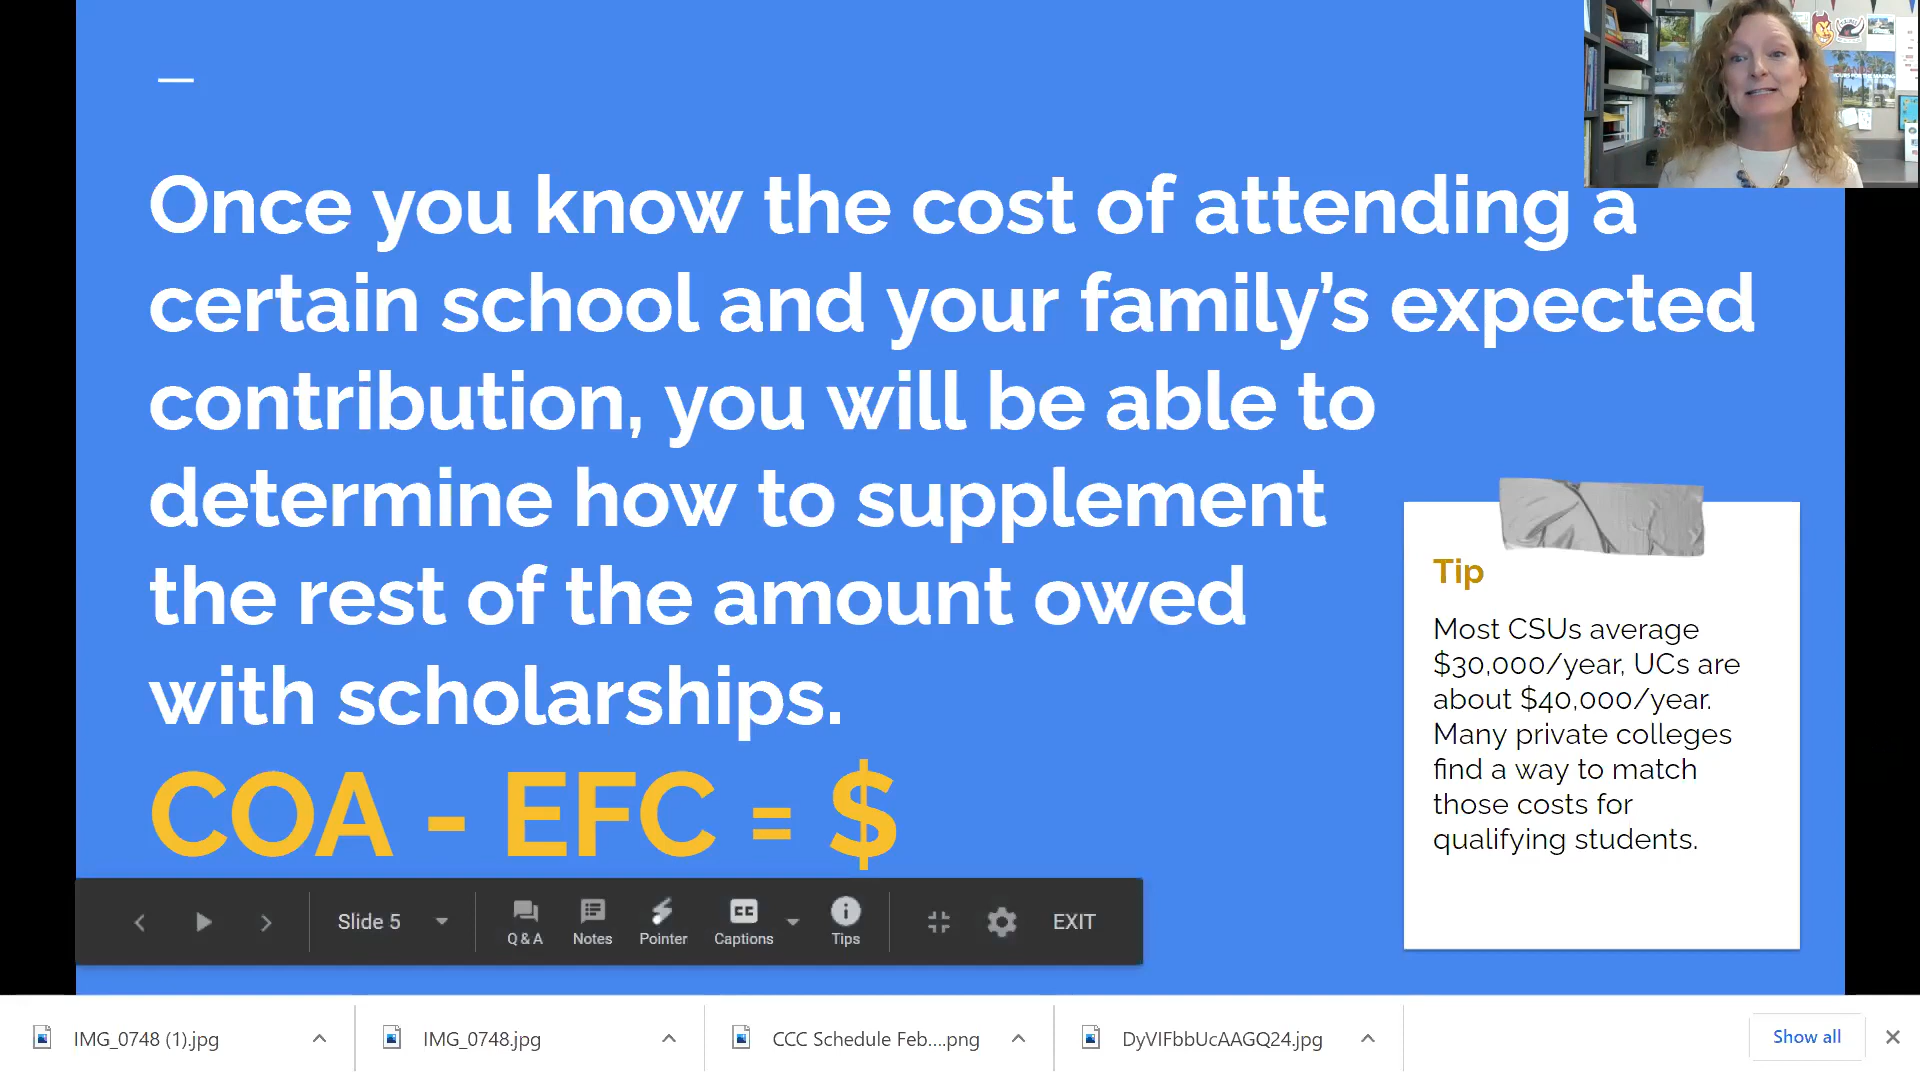 Once you know the cost of attending a
certain school and your family’s expected
contribution, you will be able to
determine how to supplement
the rest of the amount owed
with scholarships.
COA - EFC = $
Tip
Most CSUs average
$30,000/year, UCs are
about $40,000/year.
Many private colleges
find a way to match
those costs for
qualifying students.
Slide 5
Q & A
Notes
Pointer
CC
Captions
Tips
EXIT
IMG_0748 (1).jpg
IMG_0748.jpg
CCC Schedule Feb....png
DyVIFbbUcAAGQ24.jpg
Show all